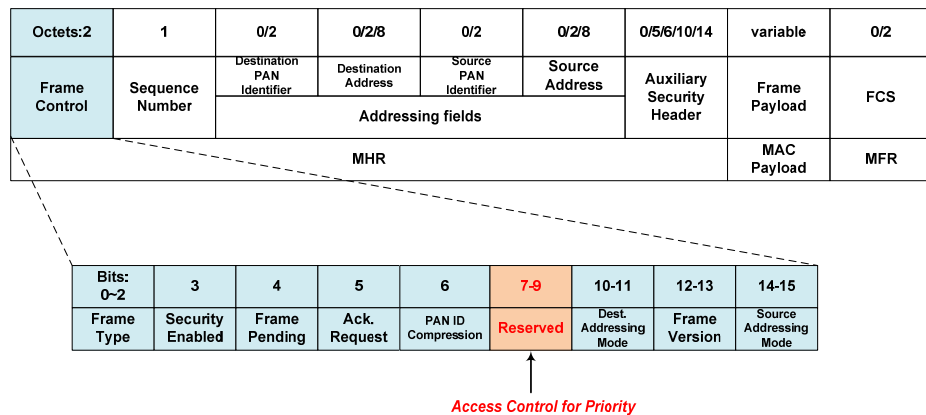 Octets:2 1 0/2 0/2/8 0/2 0/2/8 0/5/6/10/14 variable 0/2
Frame Control
Sequence Number
Destination PAN Identifier
Destination Address
Source PAN Identifier
Source Address
Addressing fields
Auxiliary Security Header
Frame Payload
FCS
MHR
MAC Payload
MFR
Bits: 0~2 3 4 5 6 7-9 10-11 12-13 14-15
Frame Type
Security Enabled
Frame Pending
Ack. Request
PAN ID Compression
Reserved
Dest. Addressing Mode
Frame Version
Source Addressing Mode
Access Control for Priority